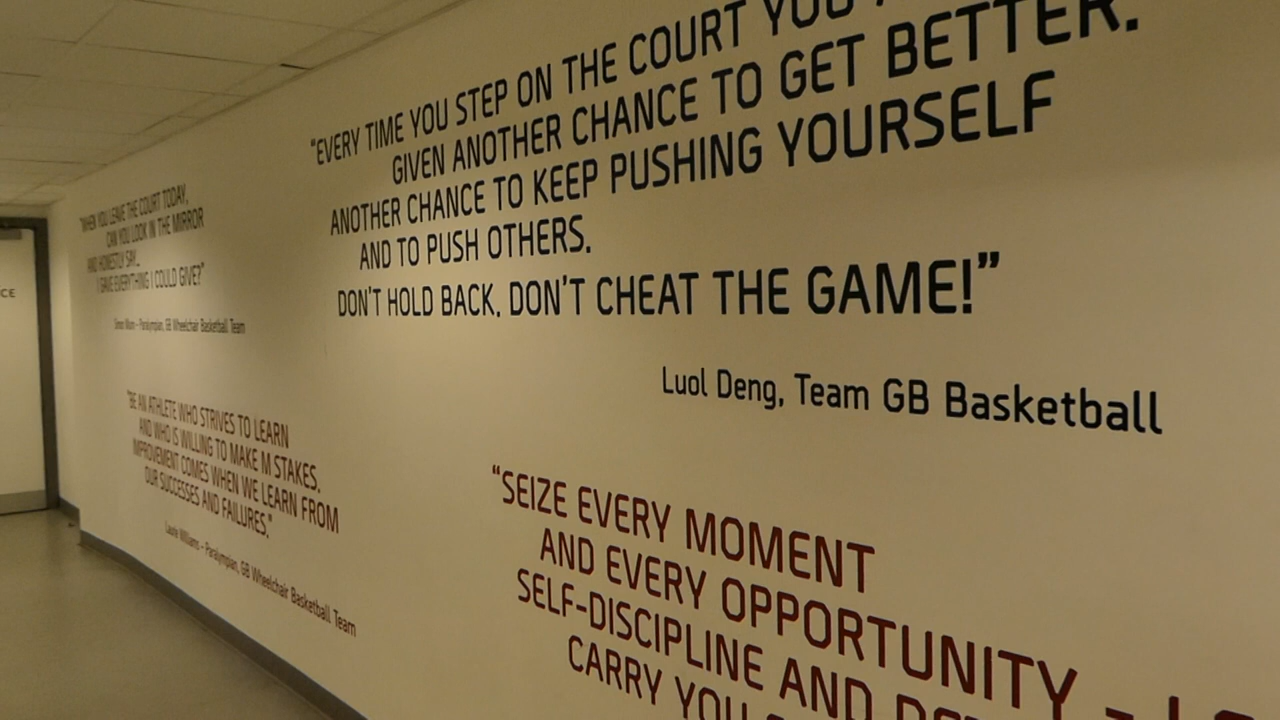 "EVERY TIME YOU STEP ON THE COURT YOU
GIVEN ANOTHER CHANCE TO GET BETTER.
ANOTHER CHANCE TO KEEP PUSHING YOURSELF
AND TO PUSH OTHERS.
DON'T HOLD BACK, DON'T CHEAT THE GAME!"
Luol Deng, Team GB Basketball
"WHEN YOU LEAVE THE COURT TODAY,
CAN YOU LOOK IN THE MIRROR
AND HONESTLY SAY...
I GAVE EVERYTHING I COULD GIVE?"
– Paralympian, GB Wheelchair Basketball Team
"BE AN ATHLETE WHO STRIVES TO LEARN
AND WHO IS WILLING TO MAKE M STAKES.
IMPROVEMENT COMES WHEN WE LEARN FROM
OUR SUCCESSES AND FAILURES."
Laurie Williams – Paralympian, GB Wheelchair Basketball Team
"SEIZE EVERY MOMENT
AND EVERY OPPORTUNITY -
SELF-DISCIPLINE AND
CARRY YOU